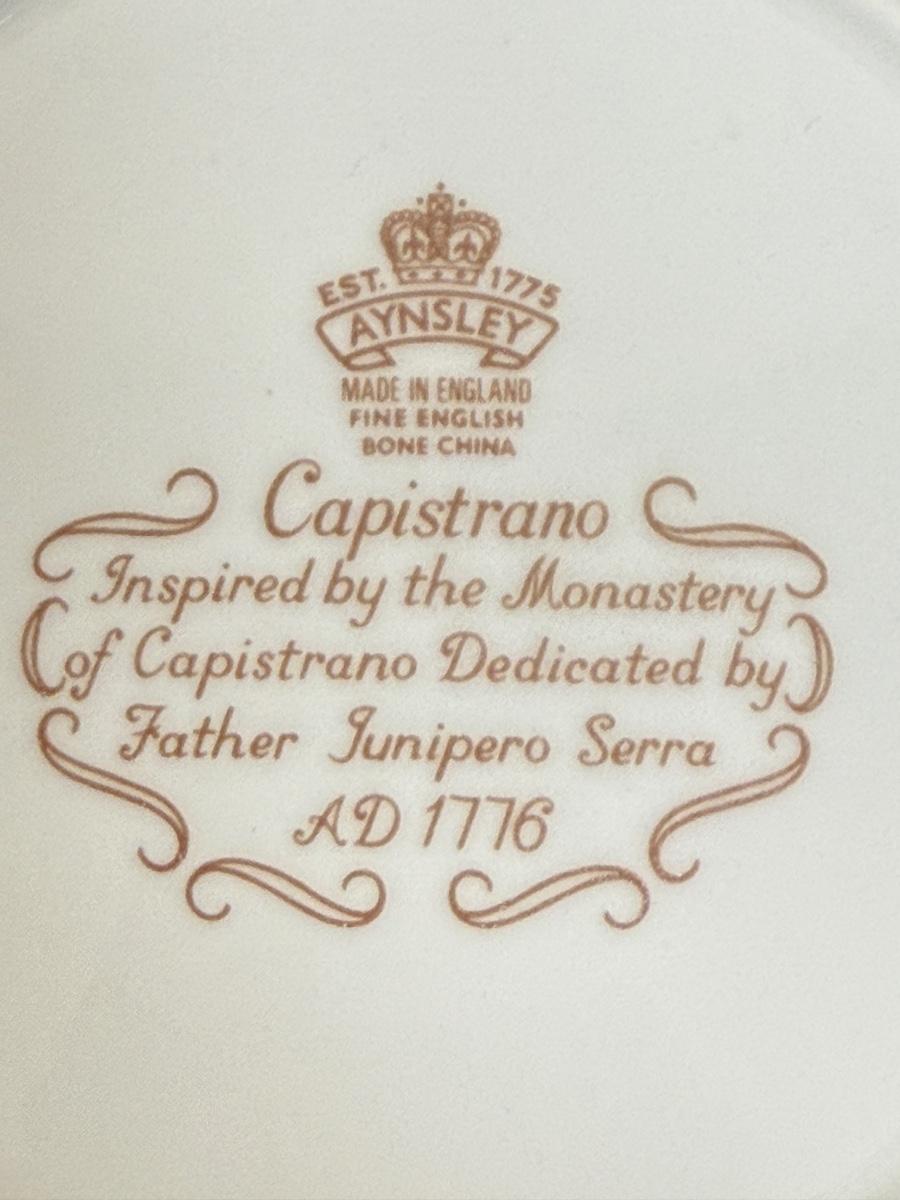 EST. 1775
AYNSLEY
MADE IN ENGLAND
FINE ENGLISH
BONE CHINA
Capistrano
Inspired by the Monastery
of Capistrano Dedicated by
Father Junipero Serra
AD 1776